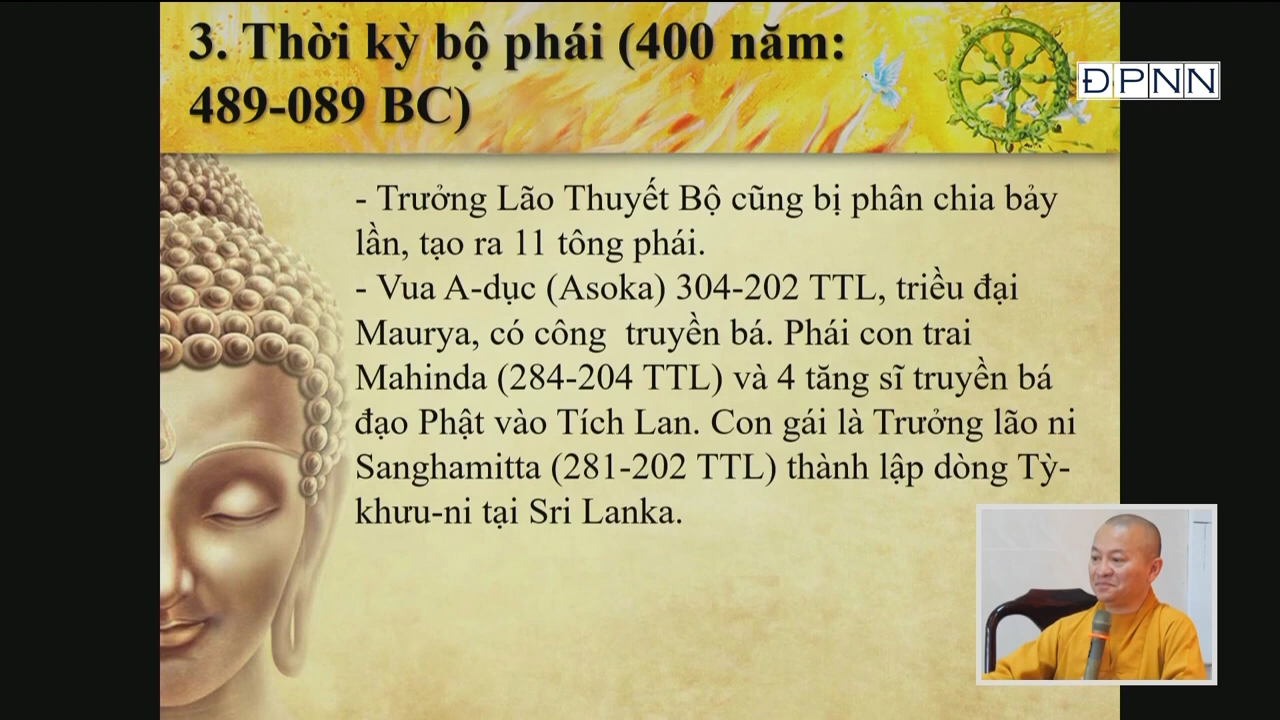 3. Thời kỳ bộ phái (400 năm:
489-089 BC)
ĐPNN
- Trưởng Lão Thuyết Bộ cũng bị phân chia bảy
lần, tạo ra 11 tông phái.
- Vua A-dục (Asoka) 304-202 TTL, triều đại
Maurya, có công  truyền bá. Phái con trai
Mahinda (284-204 TTL) và 4 tăng sĩ truyền bá
đạo Phật vào Tích Lan. Con gái là Trưởng lão ni
Sanghamitta (281-202 TTL) thành lập dòng Tỳ-
khưu-ni tại Sri Lanka.